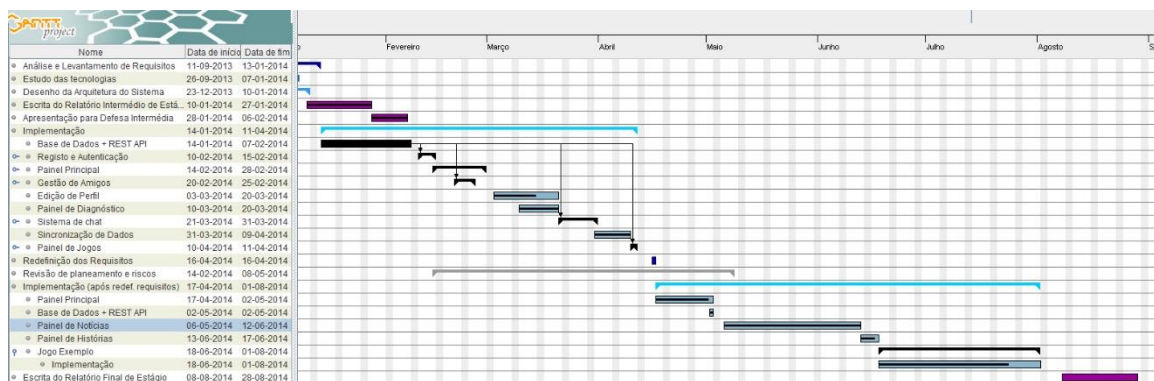 GANTT
project
Fevereiro Março Abril Maio Junho Julho Agosto S
Nome Data de início Data de fim
Análise e Levantamento de Requisitos 11-09-2013 13-01-2014
Estudo das tecnologias 26-09-2013 07-01-2014
Desenho da Arquitetura do Sistema 23-12-2013 10-01-2014
Escrita do Relatório Intermédio de Está... 10-01-2014 27-01-2014
Apresentação para Defesa Intermédia 28-01-2014 06-02-2014
Implementação 14-01-2014 11-04-2014
Base de Dados + REST API 14-01-2014 07-02-2014
Registo e Autenticação 10-02-2014 15-02-2014
Painel Principal 14-02-2014 28-02-2014
Gestão de Amigos 20-02-2014 25-02-2014
Edição de Perfil 03-03-2014 20-03-2014
Painel de Diagnóstico 10-03-2014 20-03-2014
Sistema de chat 21-03-2014 31-03-2014
Sincronização de Dados 31-03-2014 09-04-2014
Painel de Jogos 10-04-2014 11-04-2014
Redefinição dos Requisitos 16-04-2014 16-04-2014
Revisão de planeamento e riscos 14-02-2014 08-05-2014
Implementação (após redef. requisitos) 17-04-2014 01-08-2014
Painel Principal 17-04-2014 02-05-2014
Base de Dados + REST API 02-05-2014 02-05-2014
Painel de Notícias 06-05-2014 12-06-2014
Painel de Histórias 13-06-2014 17-06-2014
Jogo Exemplo 18-06-2014 01-08-2014
Implementação 18-06-2014 01-08-2014
Escrita do Relatório Final de Estágio 08-08-2014 28-08-2014